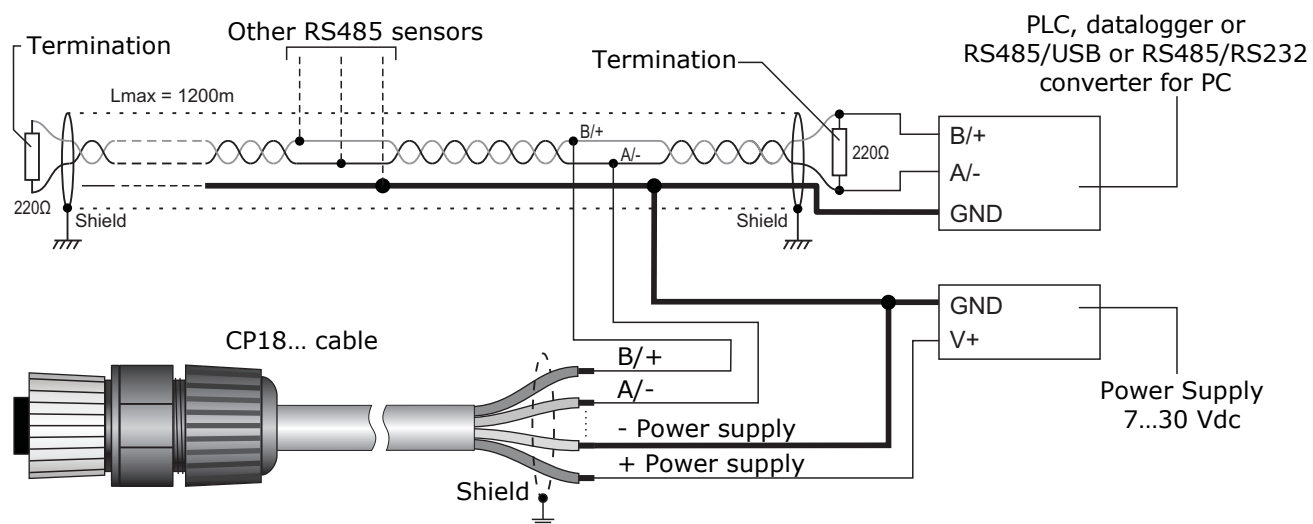 Termination
Other RS485 sensors
PLC, datalogger or
RS485/USB or RS485/RS232
converter for PC
Termination
Lmax = 1200m
B/+
A/-
220Ω
B/+
A/-
GND
220Ω
Shield
Shield
GND
V+
CP18... cable
B/+
A/-
- Power supply
+ Power supply
Shield
Power Supply
7...30 Vdc